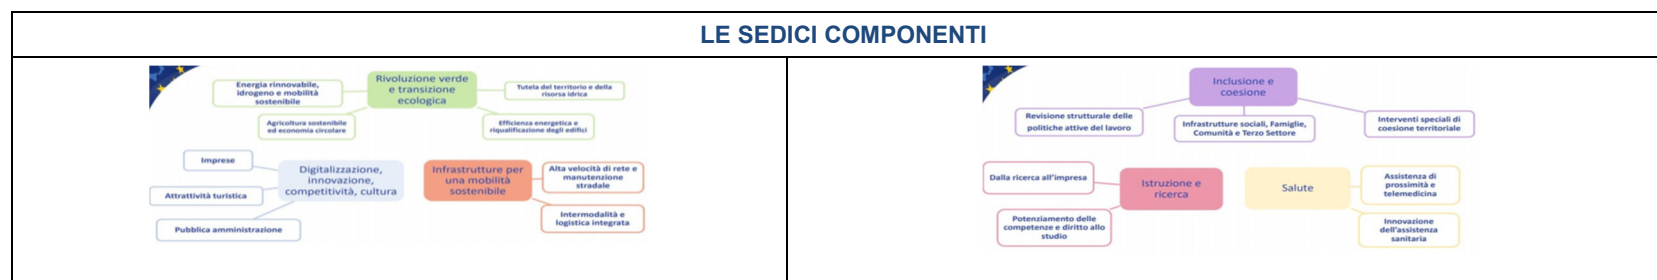 LE SEDICI COMPONENTI
Rivoluzione verde
e transizione
ecologica
Energia rinnovabile,
idrogeno e mobilità
sostenibile
Tutela del territorio e della
risorsa idrica
Agricoltura sostenibile
ed economia circolare
Efficienza energetica e
riqualificazione degli edifici
Imprese
Attrattività turistica
Pubblica amministrazione
Digitalizzazione,
innovazione,
competitività, cultura
Infrastrutture per
una mobilità
sostenibile
Alta velocità di rete e
manutenzione
stradale
Intermodalità e
logistica integrata
Inclusione e
coesione
Revisione strutturale delle
politiche attive del lavoro
Infrastrutture sociali, Famiglie,
Comunità e Terzo Settore
Interventi speciali di
coesione territoriale
Dalla ricerca all'impresa
Istruzione e
ricerca
Potenziamento delle
competenze e diritto allo
studio
Salute
Assistenza di
prossimità e
telemedicina
Innovazione
dell'assistenza
sanitaria